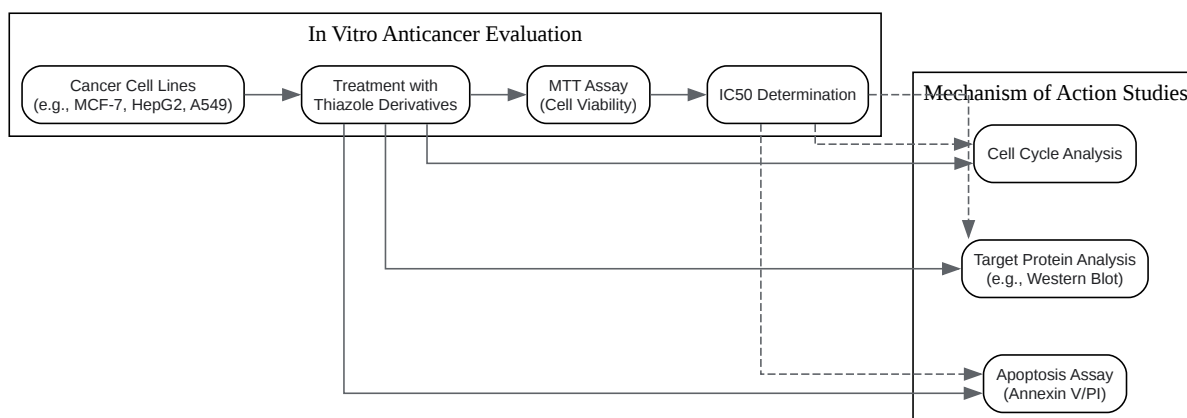 In Vitro Anticancer Evaluation
Cancer Cell Lines
(e.g., MCF-7, HepG2, A549)
Treatment with
Thiazole Derivatives
MTT Assay
(Cell Viability)
IC50 Determination
Mechanism of Action Studies
Cell Cycle Analysis
Target Protein Analysis
(e.g., Western Blot)
Apoptosis Assay
(Annexin V/PI)